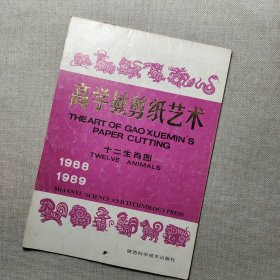 高学敏剪纸艺术
THE ART OF GAO XUEMIN'S
PAPER CUTTING
十二生肖图
TWELVE ANIMALS
1988
1989
SHAANXI SCIENCE AND TECHNOLOGY PRESS
陕西科学技术出版社